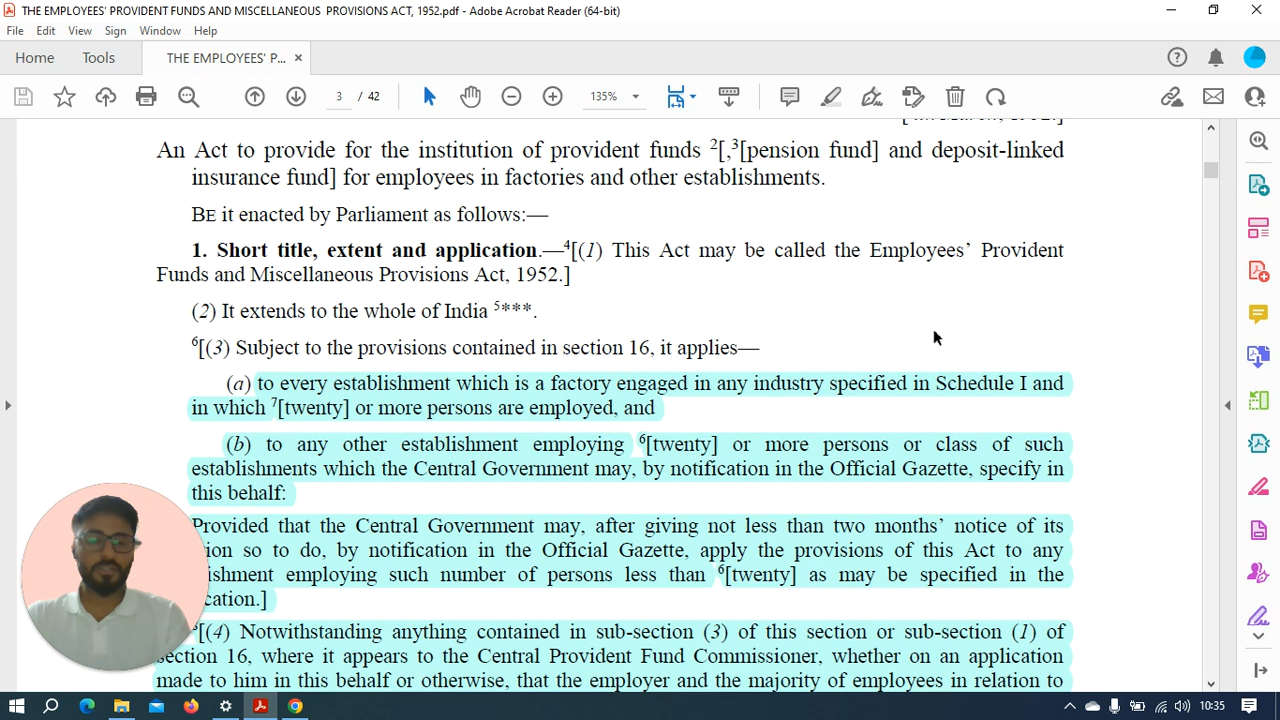 THE EMPLOYEES' PROVIDENT FUNDS AND MISCELLANEOUS PROVISIONS ACT, 1952.pdf - Adobe Acrobat Reader (64-bit)
File Edit View Sign Window Help
Home Tools THE EMPLOYEES' P... ×
3 / 42 135%
An Act to provide for the institution of provident funds 2[,3[pension fund] and deposit-linked
insurance fund] for employees in factories and other establishments.
BE it enacted by Parliament as follows:—
1. Short title, extent and application.—4[(1) This Act may be called the Employees' Provident
Funds and Miscellaneous Provisions Act, 1952.]
(2) It extends to the whole of India 5***.
6[(3) Subject to the provisions contained in section 16, it applies—
(a) to every establishment which is a factory engaged in any industry specified in Schedule I and
in which 7[twenty] or more persons are employed, and
(b) to any other establishment employing 6[twenty] or more persons or class of such
establishments which the Central Government may, by notification in the Official Gazette, specify in
this behalf:
Provided that the Central Government may, after giving not less than two months' notice of its
tion so to do, by notification in the Official Gazette, apply the provisions of this Act to any
ishment employing such number of persons less than 6[twenty] as may be specified in the
cation.]
[(4) Notwithstanding anything contained in sub-section (3) of this section or sub-section (1) of
section 16, where it appears to the Central Provident Fund Commissioner, whether on an application
made to him in this behalf or otherwise, that the employer and the majority of employees in relation to
10:35